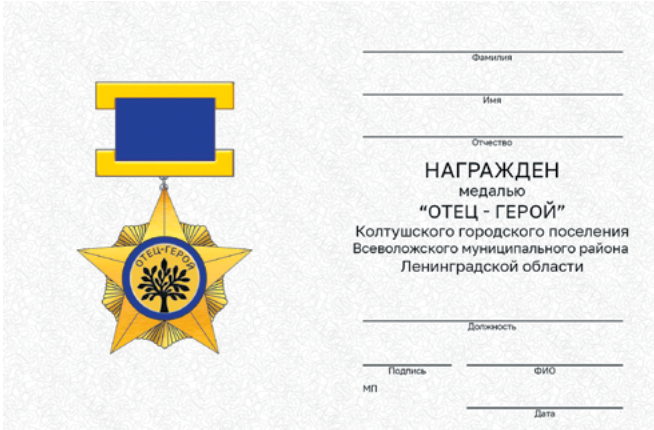 ОТЕЦ-ГЕРОЙ
Фамилия
Имя
Отчество
НАГРАЖДЕН
медалью
“ОТЕЦ - ГЕРОЙ”
Колтушского городского поселения
Всеволожского муниципального района
Ленинградской области
Должность
Подпись ФИО
МП
Дата